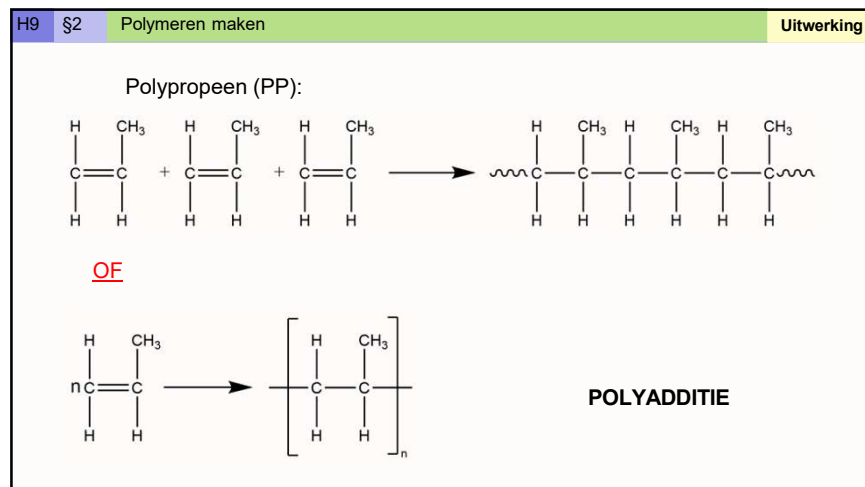 H9 §2 Polymeren maken Uitwerking
Polypropeen (PP):
H CH3 H CH3 H CH3 H CH3 H CH3 H CH3
C C + C C + C C C C C C C C
H H H H H H H H H H H H
OF
H CH3 H CH3
nC C C C
H H H H
n
POLYADDITIE